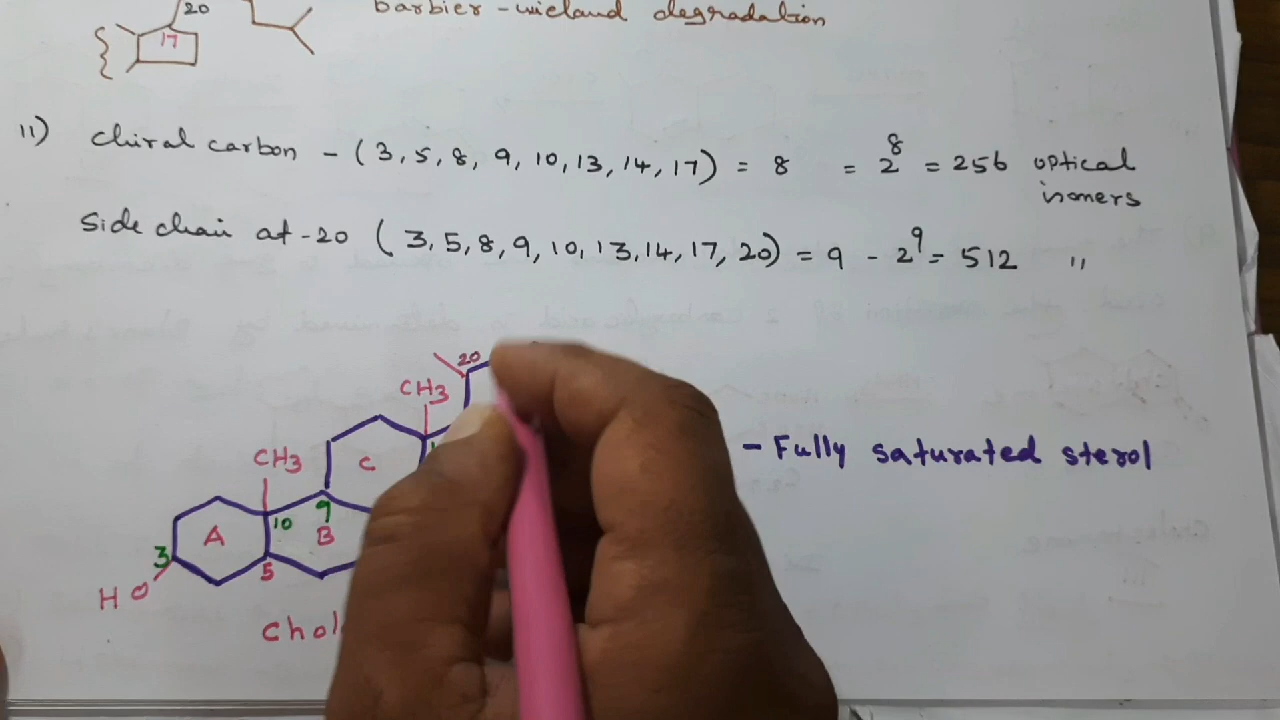 20
17
barbier - wieland degradation
11) chiral carbon - (3, 5, 8, 9, 10, 13, 14, 17) = 8 = 2^8 = 256 optical
isomers
Side chain at - 20 ( 3, 5, 8, 9, 10, 13, 14, 17, 20) = 9 - 2^9 = 512 ,,
20
CH3
CH3
C
- Fully saturated sterol
10 9
A B
3
5
HO